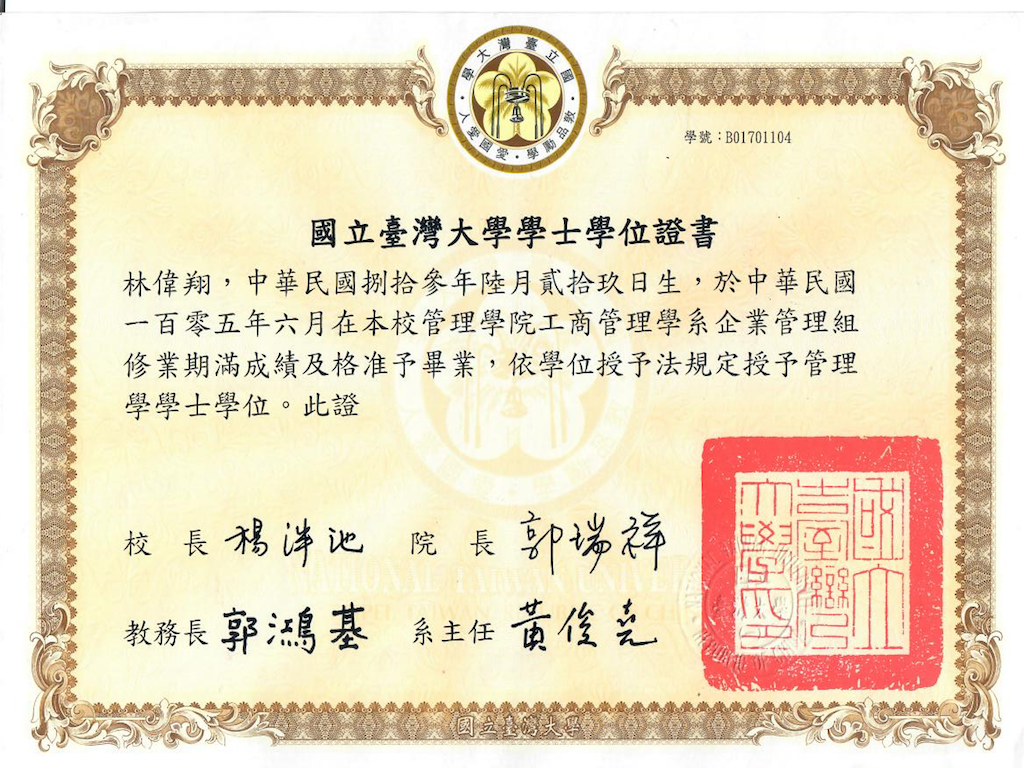 國立臺灣大學
敦品勵學・愛國愛人
學號：B01701104
國立臺灣大學學士學位證書
林偉翔，中華民國捌拾參年陸月貳拾玖日生，於中華民國
一百零五年六月在本校管理學院工商管理學系企業管理組
修業期滿成績及格准予畢業，依學位授予法規定授予管理
學學士學位。此證
校長 楊泮池 院長 郭瑞祥
教務長 郭鴻基 系主任 黃俊堯
國立臺灣大學印
國立臺灣大學